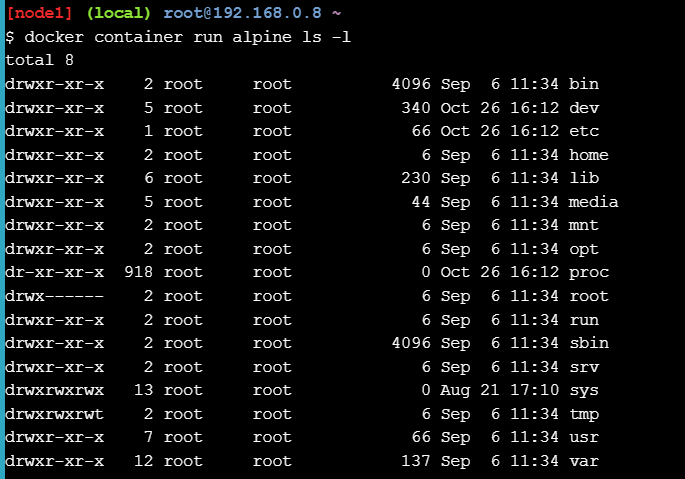 [node1] (local) root@192.168.0.8 ~
$ docker container run alpine ls -l
total 8
drwxr-xr-x    2 root     root          4096 Sep  6 11:34 bin
drwxr-xr-x    5 root     root           340 Oct 26 16:12 dev
drwxr-xr-x    1 root     root            66 Oct 26 16:12 etc
drwxr-xr-x    2 root     root             6 Sep  6 11:34 home
drwxr-xr-x    6 root     root           230 Sep  6 11:34 lib
drwxr-xr-x    5 root     root            44 Sep  6 11:34 media
drwxr-xr-x    2 root     root             6 Sep  6 11:34 mnt
drwxr-xr-x    2 root     root             6 Sep  6 11:34 opt
dr-xr-xr-x  918 root     root             0 Oct 26 16:12 proc
drwx------    2 root     root             6 Sep  6 11:34 root
drwxr-xr-x    2 root     root             6 Sep  6 11:34 run
drwxr-xr-x    2 root     root          4096 Sep  6 11:34 sbin
drwxr-xr-x    2 root     root             6 Sep  6 11:34 srv
drwxrwxrwx   13 root     root             0 Aug 21 17:10 sys
drwxrwxrwt    2 root     root             6 Sep  6 11:34 tmp
drwxr-xr-x    7 root     root            66 Sep  6 11:34 usr
drwxr-xr-x   12 root     root           137 Sep  6 11:34 var